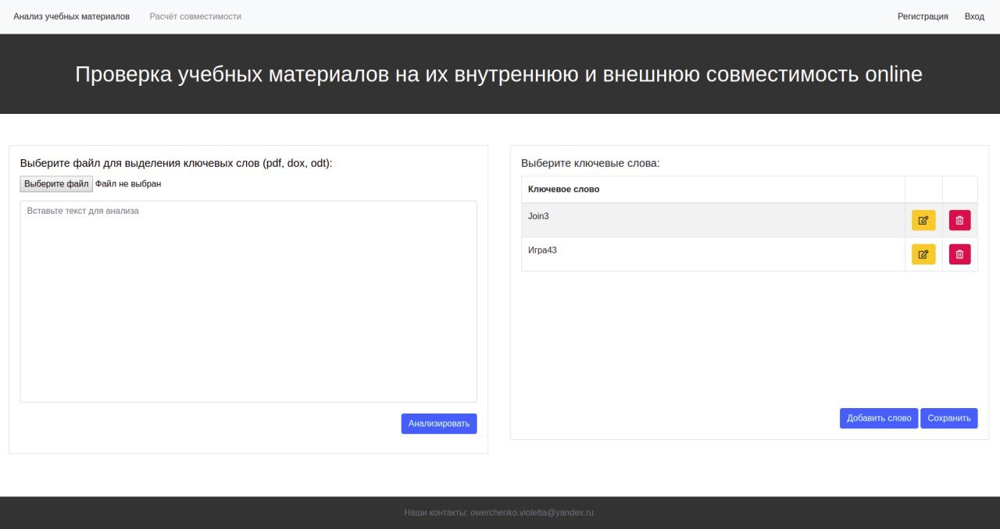 Анализ учебных материалов Расчёт совместимости Регистрация Вход
Проверка учебных материалов на их внутреннюю и внешнюю совместимость online
Выберите файл для выделения ключевых слов (pdf, dox, odt):
Выберите файл Файл не выбран
Вставьте текст для анализа
Анализировать
Выберите ключевые слова:
Ключевое слово
Join3
Игра43
Добавить слово Сохранить
Наши контакты: owerchenko.violetta@yandex.ru